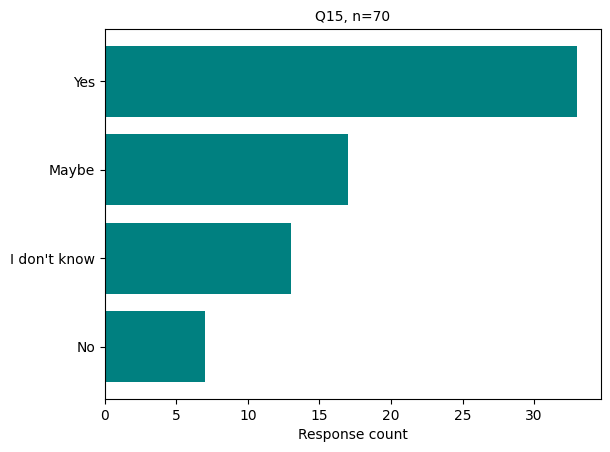 Q15, n=70
Yes
Maybe
I don't know
No
0 5 10 15 20 25 30
Response count